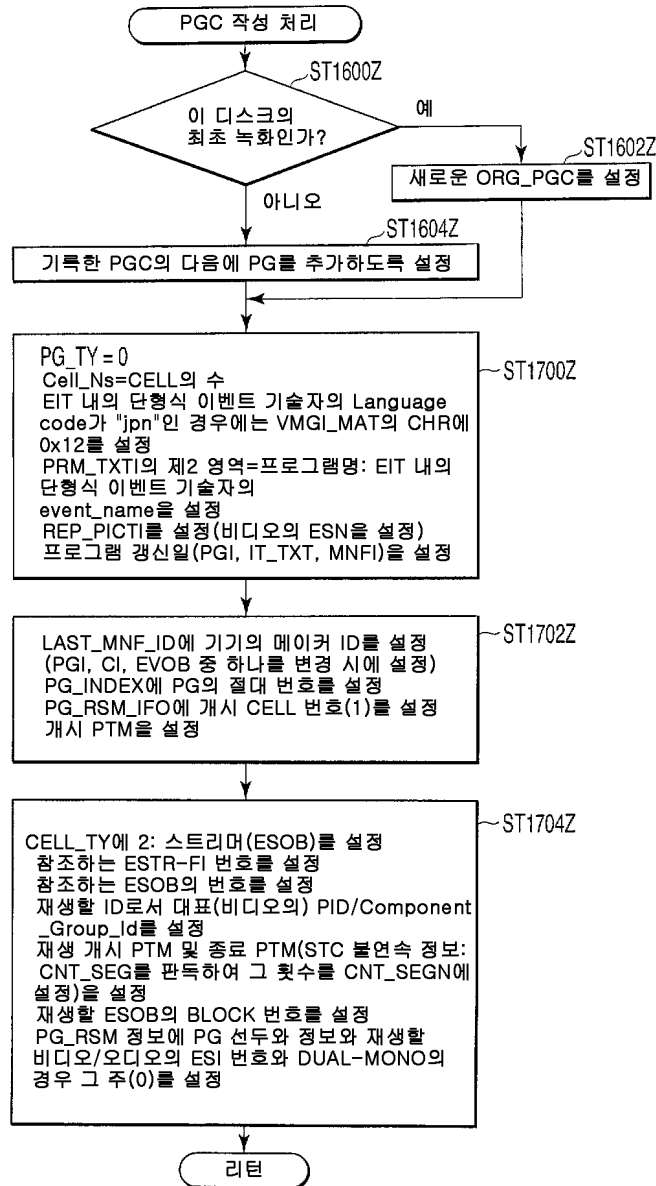 PGC 작성 처리
ST1600Z
이 디스크의
최초 녹화인가?
예
ST1602Z
새로운 ORG_PGC를 설정
아니오
ST1604Z
기록한 PGC의 다음에 PG를 추가하도록 설정
ST1700Z
PG_TY = 0
Cell_Ns=CELL의 수
EIT 내의 단형식 이벤트 기술자의 Language
code가 "jpn"인 경우에는 VMGI_MAT의 CHR에
0x12를 설정
PRM_TXTI의 제2 영역=프로그램명: EIT 내의
단형식 이벤트 기술자의
event_name을 설정
REP_PICTI를 설정(비디오의 ESN을 설정)
프로그램 갱신일(PGI, IT_TXT, MNFI)을 설정
ST1702Z
LAST_MNF_ID에 기기의 메이커 ID를 설정
(PGI, CI, EVOB 중 하나를 변경 시에 설정)
PG_INDEX에 PG의 절대 번호를 설정
PG_RSM_IFO에 개시 CELL 번호(1)를 설정
개시 PTM을 설정
ST1704Z
CELL_TY에 2: 스트리머(ESOB)를 설정
참조하는 ESTR-FI 번호를 설정
참조하는 ESOB의 번호를 설정
재생할 ID로서 대표(비디오의) PID/Component
_Group_Id를 설정
재생 개시 PTM 및 종료 PTM(STC 불연속 정보:
CNT_SEG를 판독하여 그 횟수를 CNT_SEGN에
설정)을 설정
재생할 ESOB의 BLOCK 번호를 설정
PG_RSM 정보에 PG 선두와 정보와 재생할
비디오/오디오의 ESI 번호와 DUAL-MONO의
경우 그 주(0)를 설정
리턴